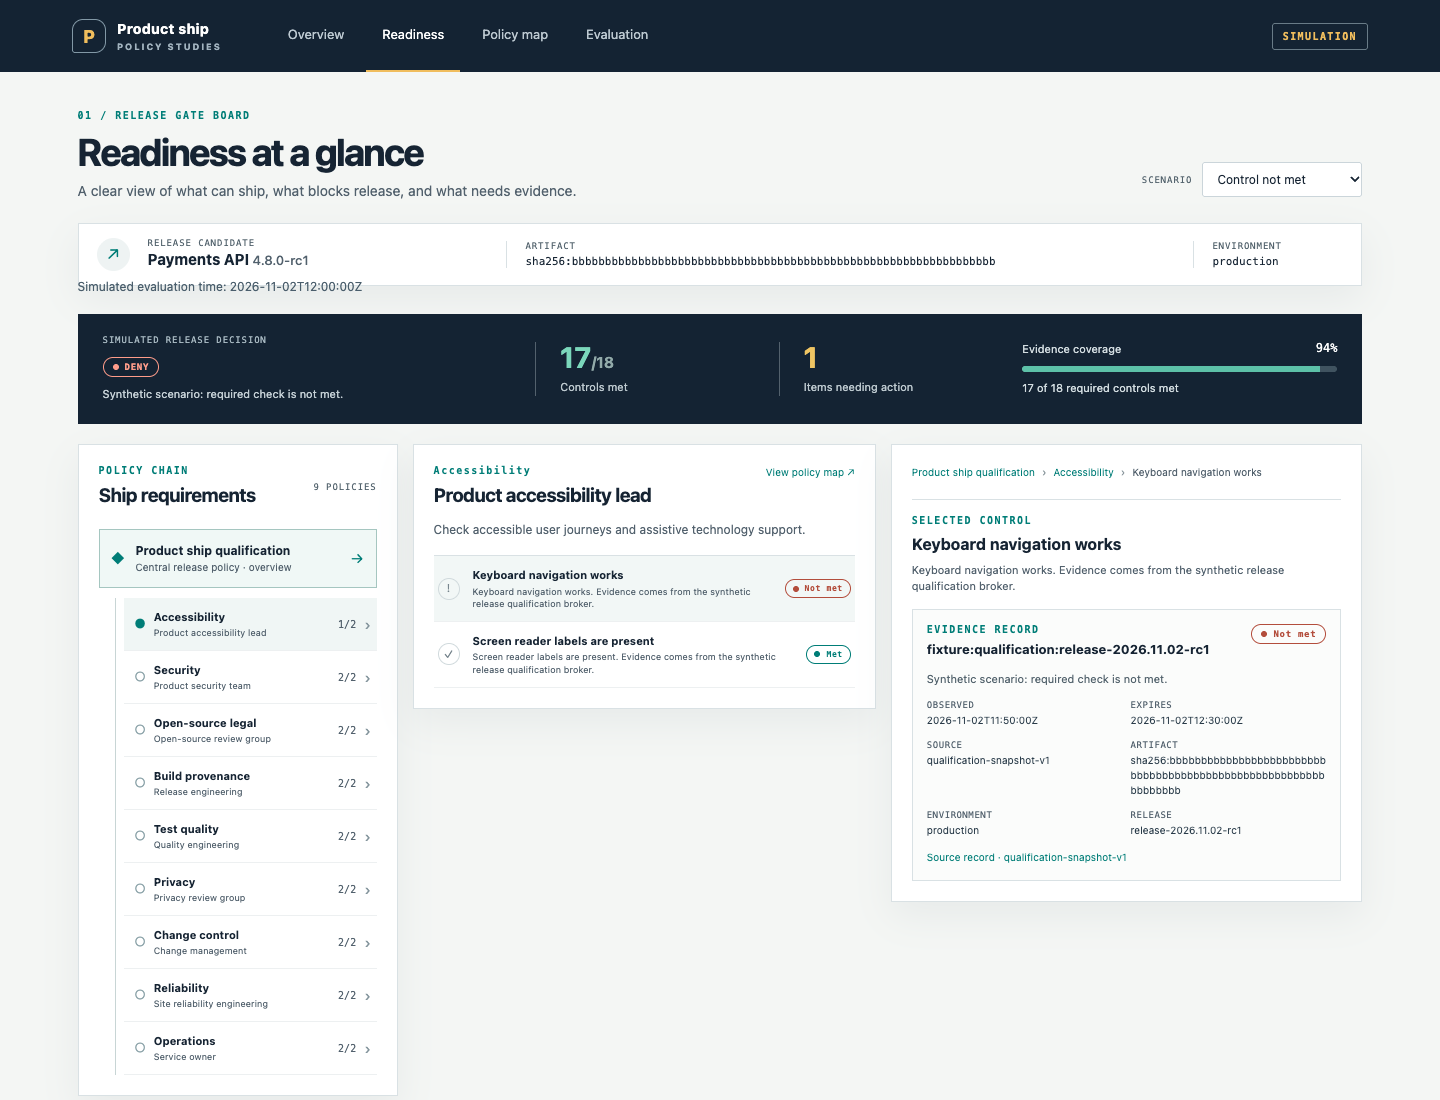 P
Product ship
POLICY STUDIES
Overview
Readiness
Policy map
Evaluation
SIMULATION
01 / RELEASE GATE BOARD
Readiness at a glance
A clear view of what can ship, what blocks release, and what needs evidence.
SCENARIO
Control not met
RELEASE CANDIDATE
Payments API 4.8.0-rc1
ARTIFACT
sha256:bbbbbbbbbbbbbbbbbbbbbbbbbbbbbbbbbbbbbbbbbbbbbbbbbbbbbbbbbbbbbbbb
ENVIRONMENT
production
Simulated evaluation time: 2026-11-02T12:00:00Z
SIMULATED RELEASE DECISION
DENY
Synthetic scenario: required check is not met.
17/18
Controls met
1
Items needing action
Evidence coverage
94%
17 of 18 required controls met
POLICY CHAIN
Ship requirements
9 POLICIES
Product ship qualification
Central release policy · overview
Accessibility
Product accessibility lead
1/2
Security
Product security team
2/2
Open-source legal
Open-source review group
2/2
Build provenance
Release engineering
2/2
Test quality
Quality engineering
2/2
Privacy
Privacy review group
2/2
Change control
Change management
2/2
Reliability
Site reliability engineering
2/2
Operations
Service owner
2/2
Accessibility
View policy map ↗
Product accessibility lead
Check accessible user journeys and assistive technology support.
Keyboard navigation works
Keyboard navigation works. Evidence comes from the synthetic
release qualification broker.
Not met
Screen reader labels are present
Screen reader labels are present. Evidence comes from the synthetic
release qualification broker.
Met
Product ship qualification › Accessibility › Keyboard navigation works
SELECTED CONTROL
Keyboard navigation works
Keyboard navigation works. Evidence comes from the synthetic release
qualification broker.
EVIDENCE RECORD
Not met
fixture:qualification:release-2026.11.02-rc1
Synthetic scenario: required check is not met.
OBSERVED
2026-11-02T11:50:00Z
EXPIRES
2026-11-02T12:30:00Z
SOURCE
qualification-snapshot-v1
ARTIFACT
sha256:bbbbbbbbbbbbbbbbbbbbbbbbb
bbbbbbbbbbbbbbbbbbbbbbbbbbbbbbb
bbbbbbbb
ENVIRONMENT
production
RELEASE
release-2026.11.02-rc1
Source record · qualification-snapshot-v1